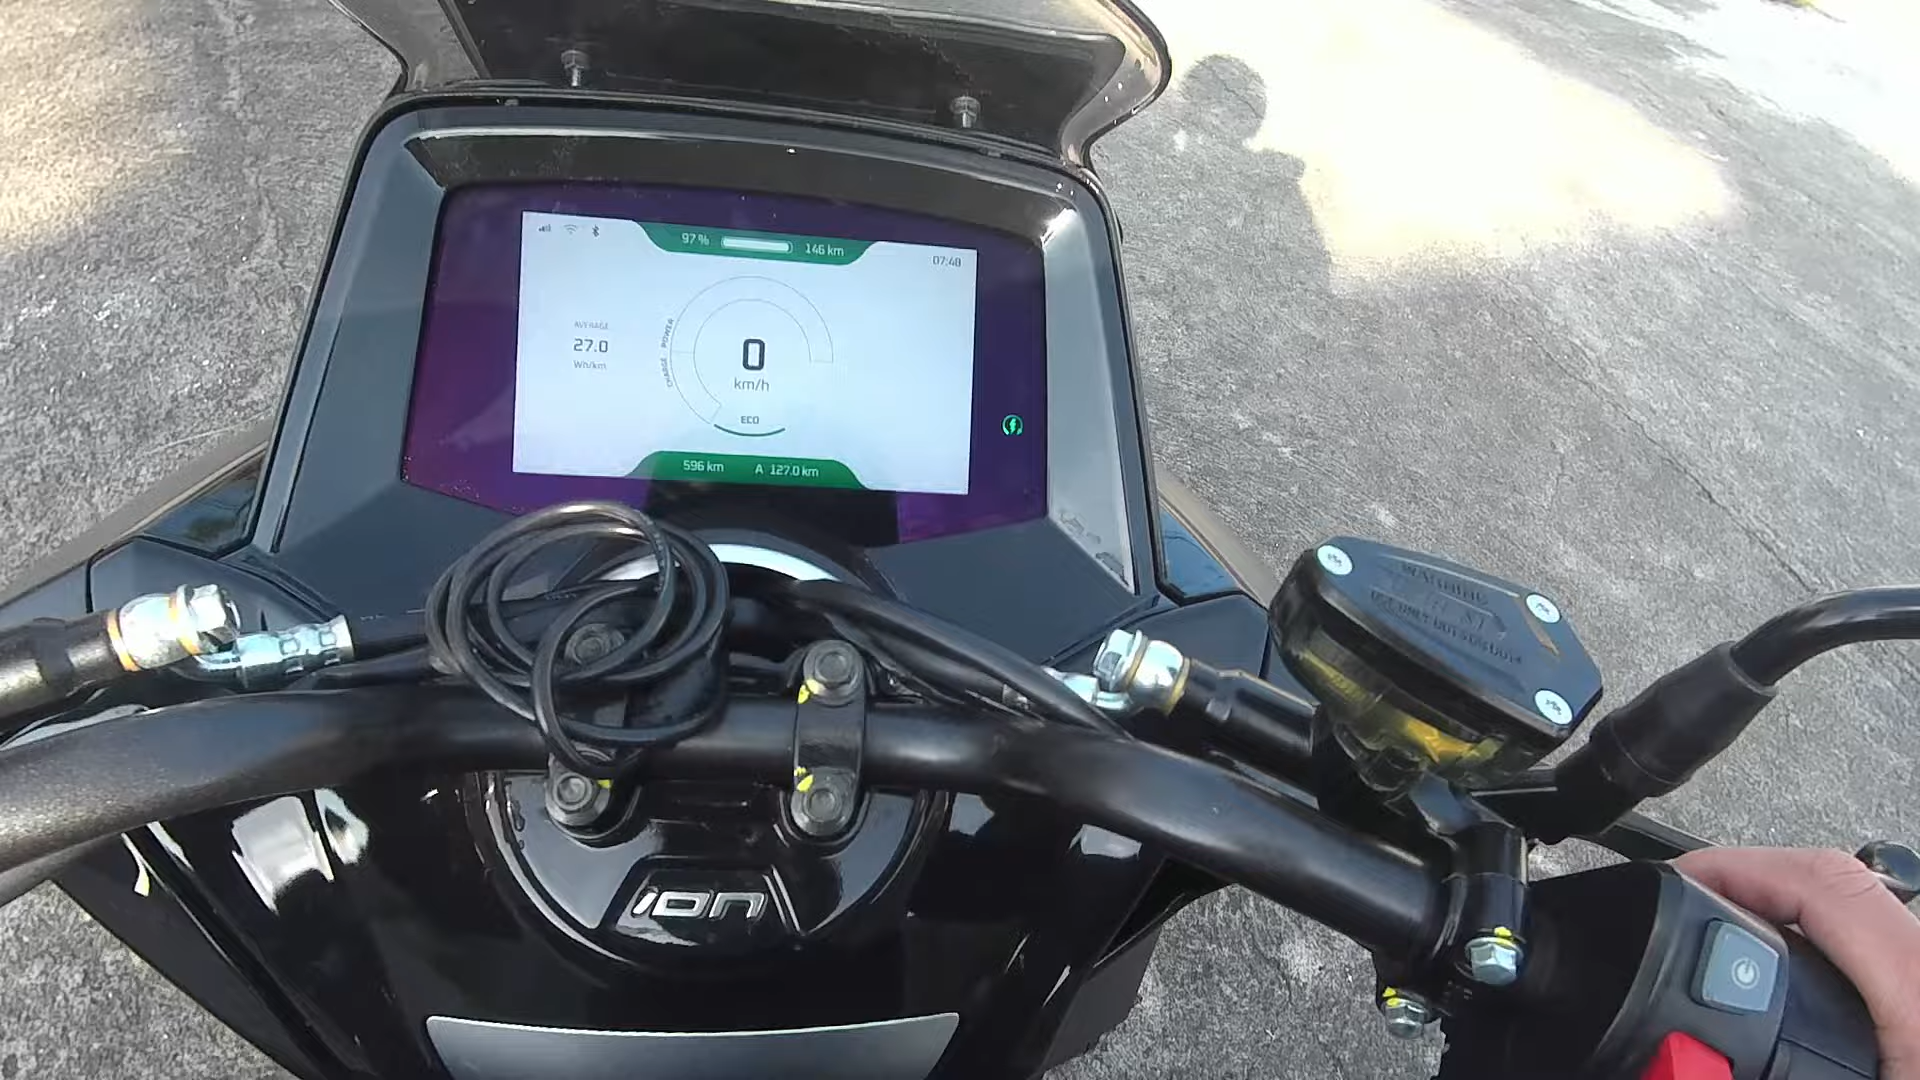 97 %
146 km
07:48
AVERAGE
27.0
Wh/km
POWER
CHARGE
0
km/h
ECO
596 km
A 127.0 km
ion